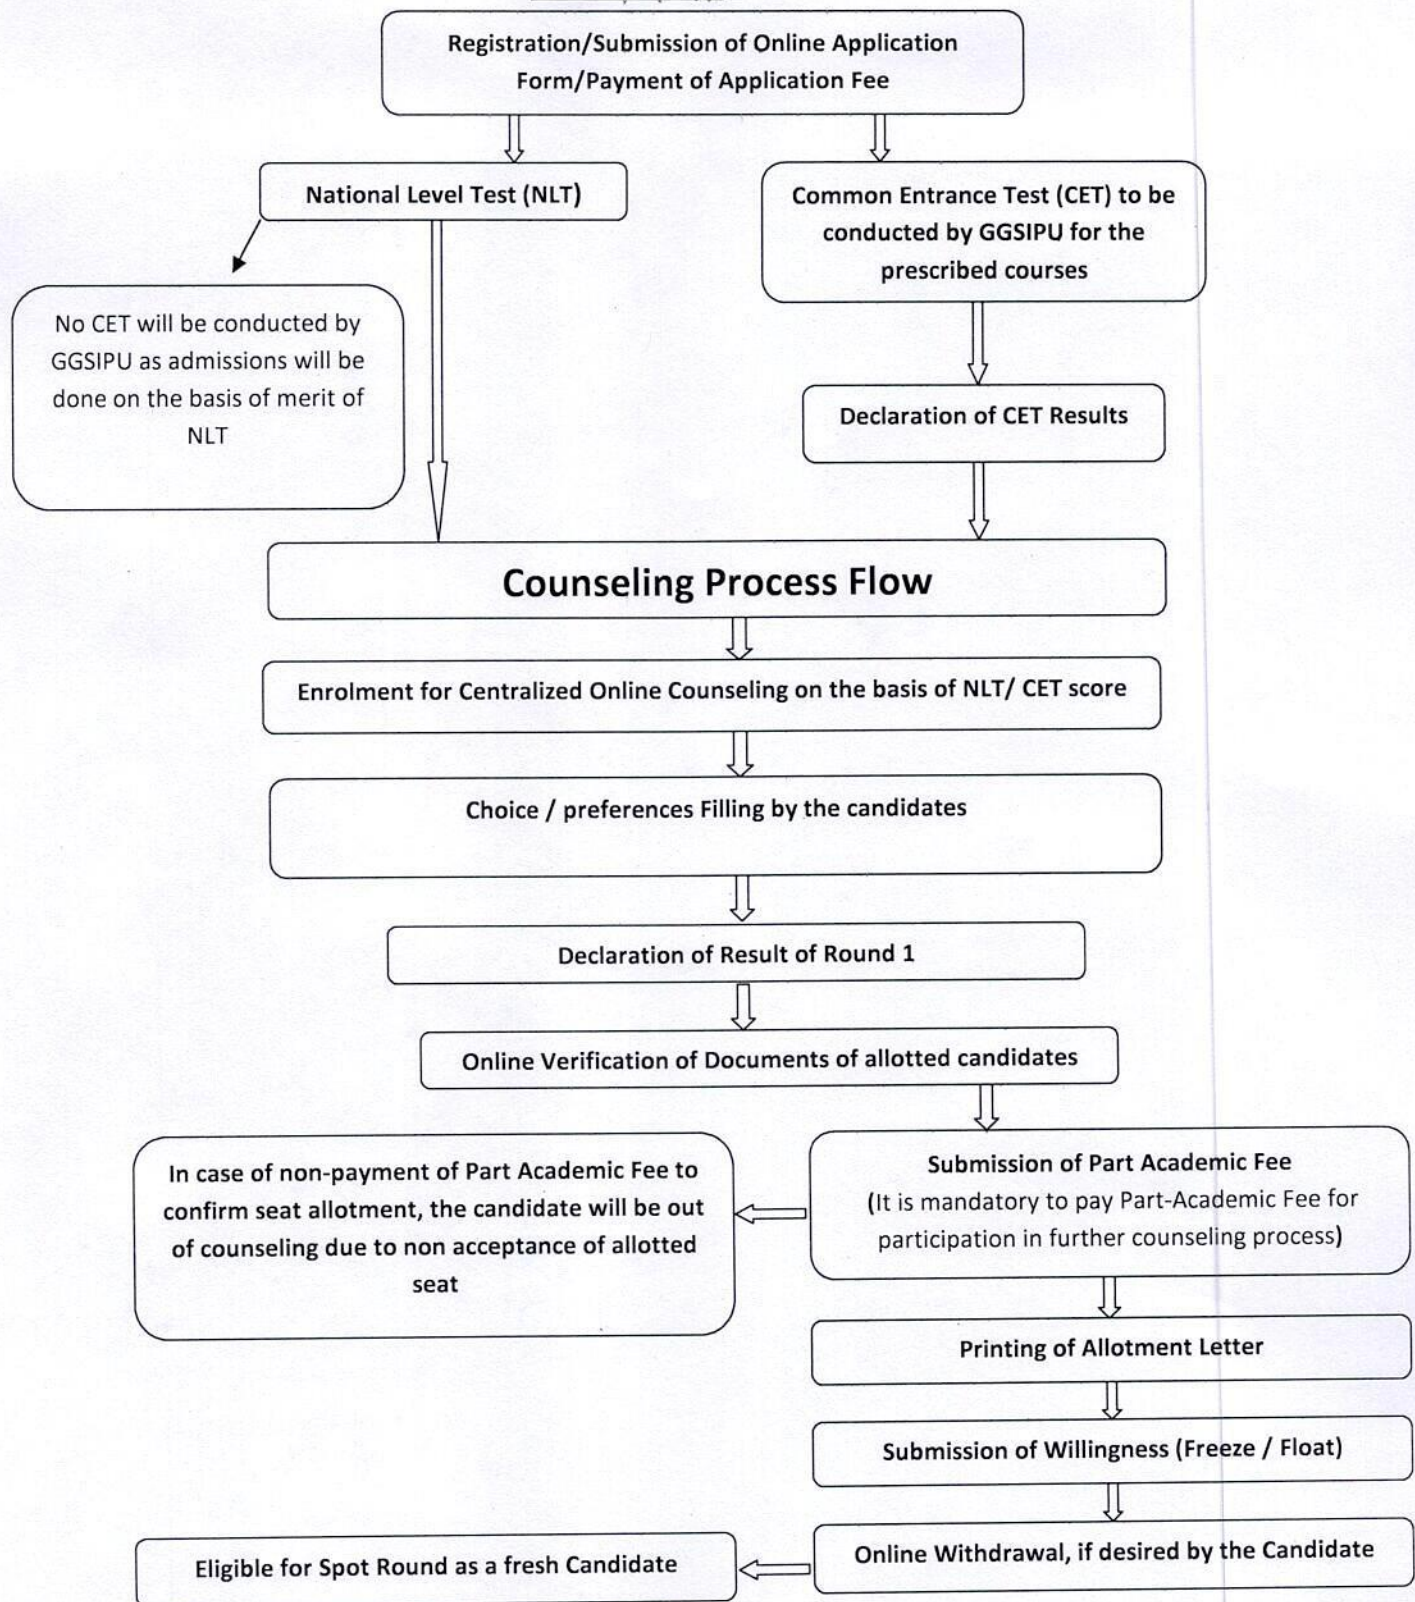 Registration/Submission of Online Application
Form/Payment of Application Fee
National Level Test (NLT)
Common Entrance Test (CET) to be
conducted by GGSIPU for the
prescribed courses
No CET will be conducted by
GGSIPU as admissions will be
done on the basis of merit of
NLT
Declaration of CET Results
Counseling Process Flow
Enrolment for Centralized Online Counseling on the basis of NLT/ CET score
Choice / preferences Filling by the candidates
Declaration of Result of Round 1
Online Verification of Documents of allotted candidates
In case of non-payment of Part Academic Fee to
confirm seat allotment, the candidate will be out
of counseling due to non acceptance of allotted
seat
Submission of Part Academic Fee
(It is mandatory to pay Part-Academic Fee for
participation in further counseling process)
Printing of Allotment Letter
Submission of Willingness (Freeze / Float)
Online Withdrawal, if desired by the Candidate
Eligible for Spot Round as a fresh Candidate